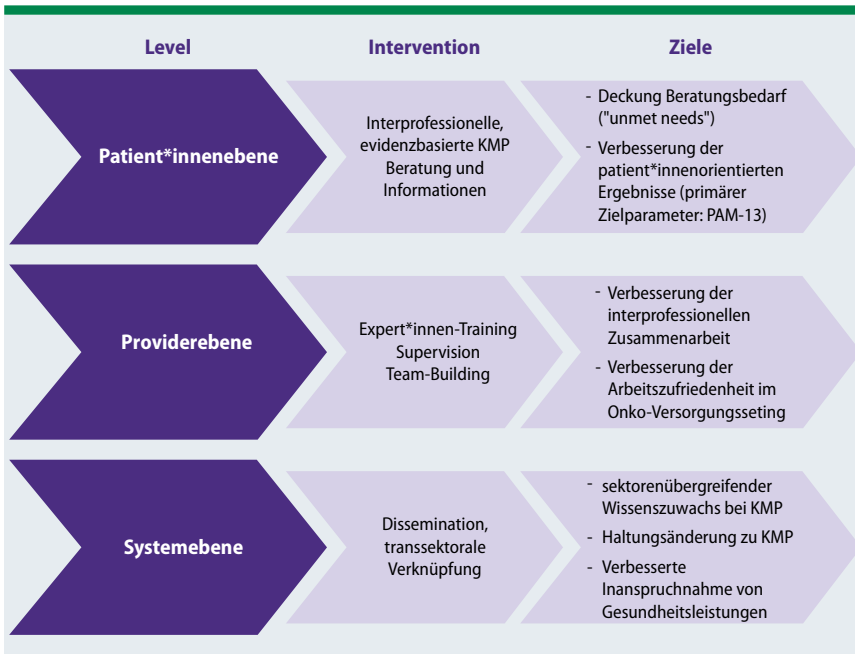 Level
Intervention
Ziele
Patient*innenebene
Interprofessionelle,
evidenzbasierte KMP
Beratung und
Informationen
- Deckung Beratungsbedarf
("unmet needs")
- Verbesserung der
patient*innenorientierten
Ergebnisse (primärer
Zielparameter: PAM-13)
Providerebene
Expert*innen-Training
Supervision
Team-Building
- Verbesserung der
interprofessionellen
Zusammenarbeit
- Verbesserung der
Arbeitszufriedenheit im
Onko-Versorgungsseting
Systemebene
Dissemination,
transsektorale
Verknüpfung
- sektorenübergreifender
Wissenszuwachs bei KMP
- Haltungsänderung zu KMP
- Verbesserte
Inanspruchnahme von
Gesundheitsleistungen